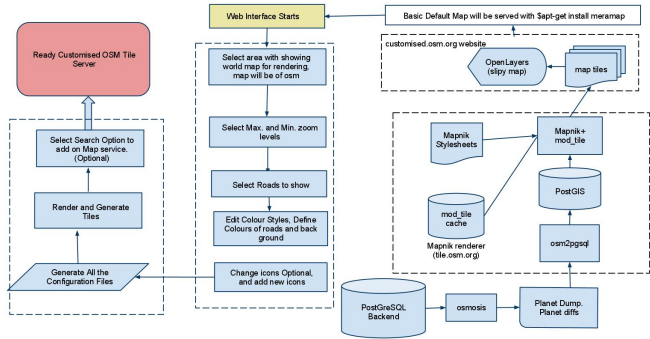 Ready Customised OSM Tile
Server
Web Interface Starts
Basic Default Map will be served with $apt-get install meramap
customised.osm.org website
OpenLayers
(slipy map)
map tiles
Select area with showing
world map for rendering,
map will be of osm
Select Max. and Min. zoom
levels
Select Roads to show
Edit Colour Styles, Define
Colours of roads and back
ground
Change icons Optional,
and add new icons
Select Search Option to
add on Map service.
(Optional)
Render and Generate
Tiles
Generate All the
Configuration Files
Mapnik
Stylesheets
Mapnik+
mod_tile
PostGIS
mod_tile
cache
Mapnik renderer
(tile.osm.org)
osm2pgsql
PostGreSQL
Backend
osmosis
Planet Dump.
Planet diffs